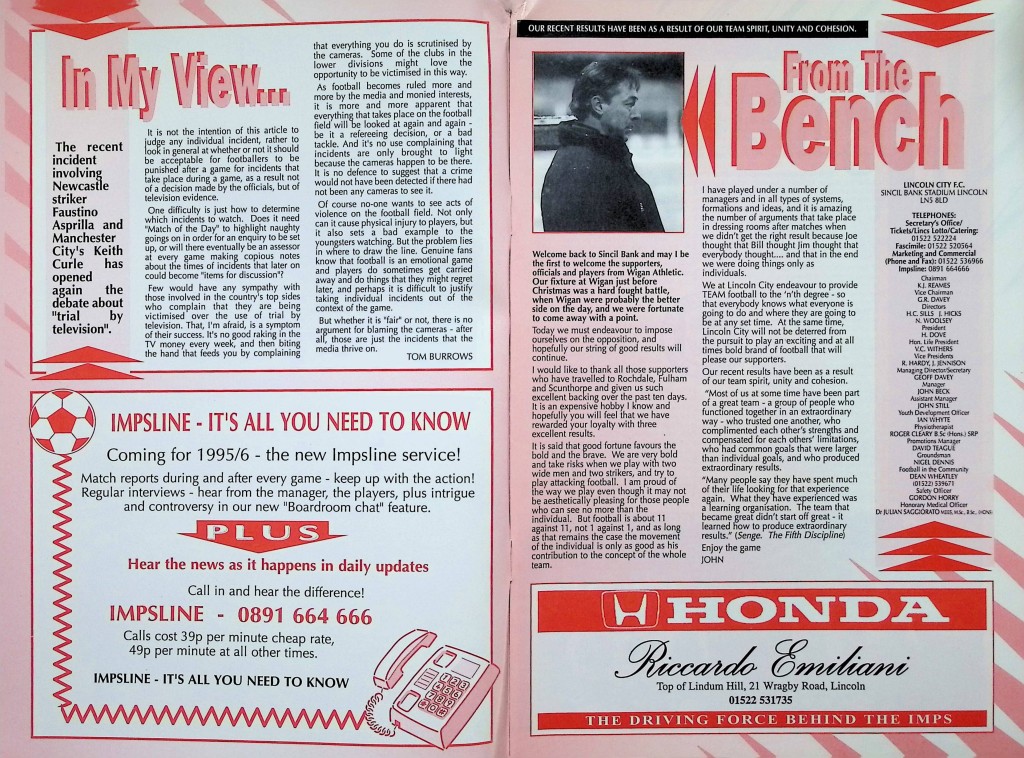 In My View...
The recent
incident
involving
Newcastle
striker
Faustino
Asprilla and
Manchester
City's Keith
Curle has
opened up
again the
debate about
"trial by
television".
It is not the intention of this article to
judge any individual incident, rather to
look in general at whether or not it should
be acceptable for footballers to be
punished after a game for incidents that
take place during a game, as a result not
of a decision made by the officials, but of
television evidence.
One difficulty is just how to determine
which incidents to watch. Does it need
"Match of the Day" to highlight naughty
goings on in order for an enquiry to be set
up, or will there eventually be an assessor
at every game making copious notes
about the times of incidents that later on
could become "items for discussion"?
Few would have any sympathy with
those involved in the country's top sides
who complain that they are being
victimised over the use of trial by
television. That, I'm afraid, is a symptom
of their success. It's no good raking in the
TV money every week, and then biting
the hand that feeds you by complaining
that everything you do is scrutinised by
the cameras. Some of the clubs in the
lower divisions might love the
opportunity to be victimised in this way.
As football becomes ruled more and
more by the media and monied interests,
it is more and more apparent that
everything that takes place on the football
field will be looked at again and again -
be it a refereeing decision, or a bad
tackle. And it's no use complaining that
incidents are only brought to light
because the cameras happen to be there.
It is no defence to suggest that a crime
would not have been detected if there had
not been any cameras to see it.
Of course no-one wants to see acts of
violence on the football field. Not only
can it cause physical injury to players, but
it also sets a bad example to the
youngsters watching. But the problem lies
in where to draw the line. Genuine fans
know that football is an emotional game
and players do sometimes get carried
away and do things that they might regret
later, and perhaps it is difficult to justify
taking individual incidents out of the
context of the game.
But whether it is "fair" or not, there is no
argument for blaming the cameras - after
all, those are just the incidents that the
media thrive on.
TOM BURROWS
IMPSLINE - IT'S ALL YOU NEED TO KNOW
Coming for 1995/6 - the new Impsline service!
Match reports during and after every game - keep up with the action!
Regular interviews - hear from the manager, the players, plus intrigue
and controversy in our new "Boardroom chat" feature.
PLUS
Hear the news as it happens in daily updates
Call in and hear the difference!
IMPSLINE - 0891 664 666
Calls cost 39p per minute cheap rate,
49p per minute at all other times.
IMPSLINE - IT'S ALL YOU NEED TO KNOW
OUR RECENT RESULTS HAVE BEEN AS A RESULT OF OUR TEAM SPIRIT, UNITY AND COHESION.
From The
Bench
Welcome back to Sincil Bank and may I be
the first to welcome the supporters,
officials and players from Wigan Athletic.
Our fixture at Wigan just before
Christmas was a hard fought battle,
when Wigan were probably the better
side on the day, and we were fortunate
to come away with a point.
Today we must endeavour to impose
ourselves on the opposition, and
hopefully our string of good results will
continue.
I would like to thank all those supporters
who have travelled to Rochdale, Fulham
and Scunthorpe and given us such
excellent backing over the past ten days.
It is an expensive hobby I know and
hopefully you will feel that we have
rewarded your loyalty with three
excellent results.
It is said that good fortune favours the
bold and the brave. We are very bold
and take risks when we play with two
wide men and two strikers, and try to
play attacking football. I am proud of
the way we play even though it may not
be aesthetically pleasing for those people
who can see no more than the
individual. But football is about 11
against 11, not 1 against 1, and as long
as that remains the case the movement
of the individual is only as good as his
contribution to the concept of the whole
team.
I have played under a number of
managers and in all types of systems,
formations and ideas, and it is amazing
the number of arguments that take place
in dressing rooms after matches when
we didn't get the right result because Joe
thought that Bill thought Jim thought that
everybody thought.... and that in the end
we were doing things only as
individuals.
We at Lincoln City endeavour to provide
TEAM football to the 'n'th degree - so
that everybody knows what everyone is
going to do and where they are going to
be at any set time. At the same time,
Lincoln City will not be deterred from
the pursuit to play an exciting and at all
times bold brand of football that will
please our supporters.
Our recent results have been as a result
of our team spirit, unity and cohesion.
"Most of us at some time have been part
of a great team - a group of people who
functioned together in an extraordinary
way - who trusted one another, who
complimented each other's strengths and
compensated for each others' limitations,
who had common goals that were larger
than individual goals, and who produced
extraordinary results.
"Many people say they have spent much
of their life looking for that experience
again. What they have experienced was
a learning organisation. The team that
became great didn't start off great - it
learned how to produce extraordinary
results." (Senge. The Fifth Discipline)
Enjoy the game
JOHN
LINCOLN CITY F.C.
SINCIL BANK STADIUM LINCOLN
LN5 8LD
TELEPHONES:
Secretary's Office/
Tickets/Lincs Lotto/Catering:
01522 522224
Facsimile: 01522 520564
Marketing and Commercial
(Phone and Fax): 01522 536966
Impsline: 0891 664666
Chairman
K.J. REAMES
Vice Chairman
G.R. DAVEY
Directors
H.C. SILLS J. HICKS
N. WOOLSEY
President
H. DOVE
Hon. Life President
V.C. WITHERS
Vice Presidents
R. HARDY, J. JENNISON
Managing Director/Secretary
GEOFF DAVEY
Manager
JOHN BECK
Assistant Manager
JOHN STILL
Youth Development Officer
IAN WHYTE
Physiotherapist
ROGER CLEARY B.Sc (Hons.) SRP
Promotions Manager
DAVID TEAGUE
Groundsman
NIGEL DENNIS
Football in the Community
DEAN WHEATLEY
(01522) 539671
Safety Officer
GORDON HORRY
Honorary Medical Officer
Dr JULIAN SAGGIORATO
HONDA
Riccardo Emiliani
Top of Lindum Hill, 21 Wragby Road, Lincoln
01522 531735
THE DRIVING FORCE BEHIND THE IMPS